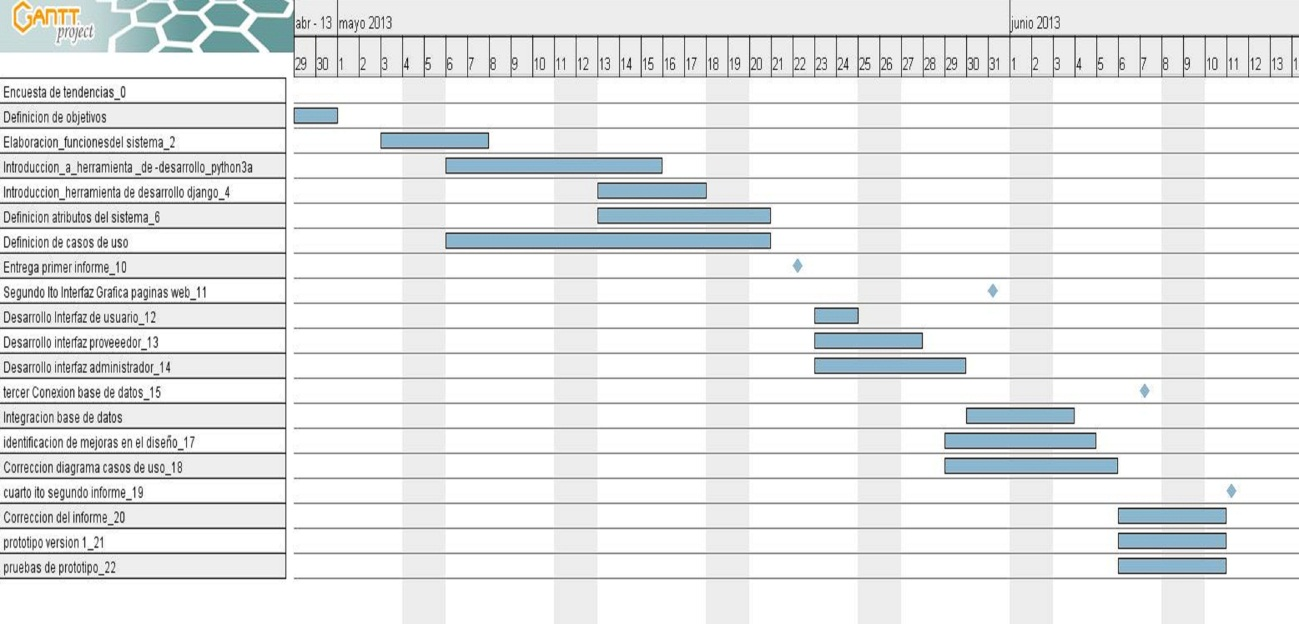 GANTT
project
abr - 13 mayo 2013 junio 2013
29 30 1 2 3 4 5 6 7 8 9 10 11 12 13 14 15 16 17 18 19 20 21 22 23 24 25 26 27 28 29 30 31 1 2 3 4 5 6 7 8 9 10 11 12 13 1
Encuesta de tendencias_0
Definicion de objetivos
Elaboracion_funcionesdel sistema_2
Introduccion_a_herramienta _de -desarrollo_python3a
Introduccion_herramienta de desarrollo django_4
Definicion atributos del sistema_6
Definicion de casos de uso
Entrega primer informe_10
Segundo Ito Interfaz Grafica paginas web_11
Desarrollo Interfaz de usuario_12
Desarrollo interfaz proveeedor_13
Desarrollo interfaz administrador_14
tercer Conexion base de datos_15
Integracion base de datos
identificacion de mejoras en el diseño_17
Correccion diagrama casos de uso_18
cuarto ito segundo informe_19
Correccion del informe_20
prototipo version 1_21
pruebas de prototipo_22